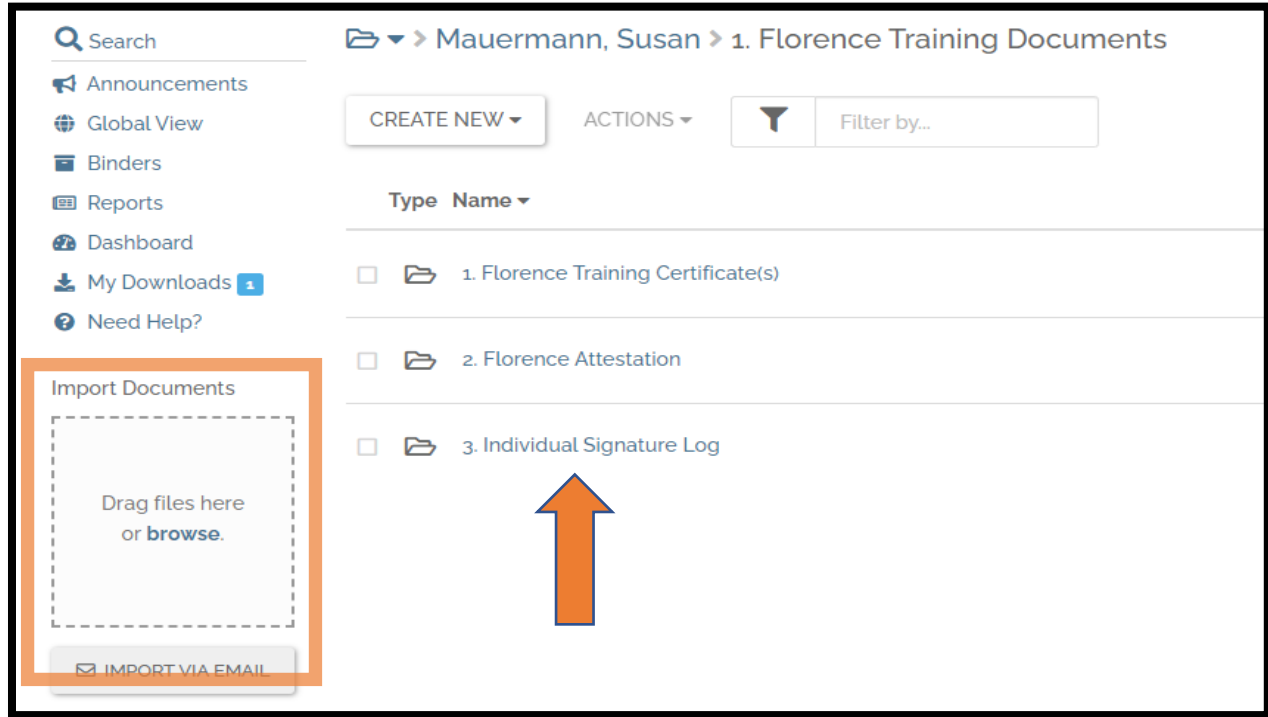 Search
Announcements
Global View
Binders
Reports
Dashboard
My Downloads 1
Need Help?
Import Documents
Drag files here
or browse.
IMPORT VIA EMAIL
> Mauermann, Susan > 1. Florence Training Documents
CREATE NEW ACTIONS Filter by...
Type Name
1. Florence Training Certificate(s)
2. Florence Attestation
3. Individual Signature Log